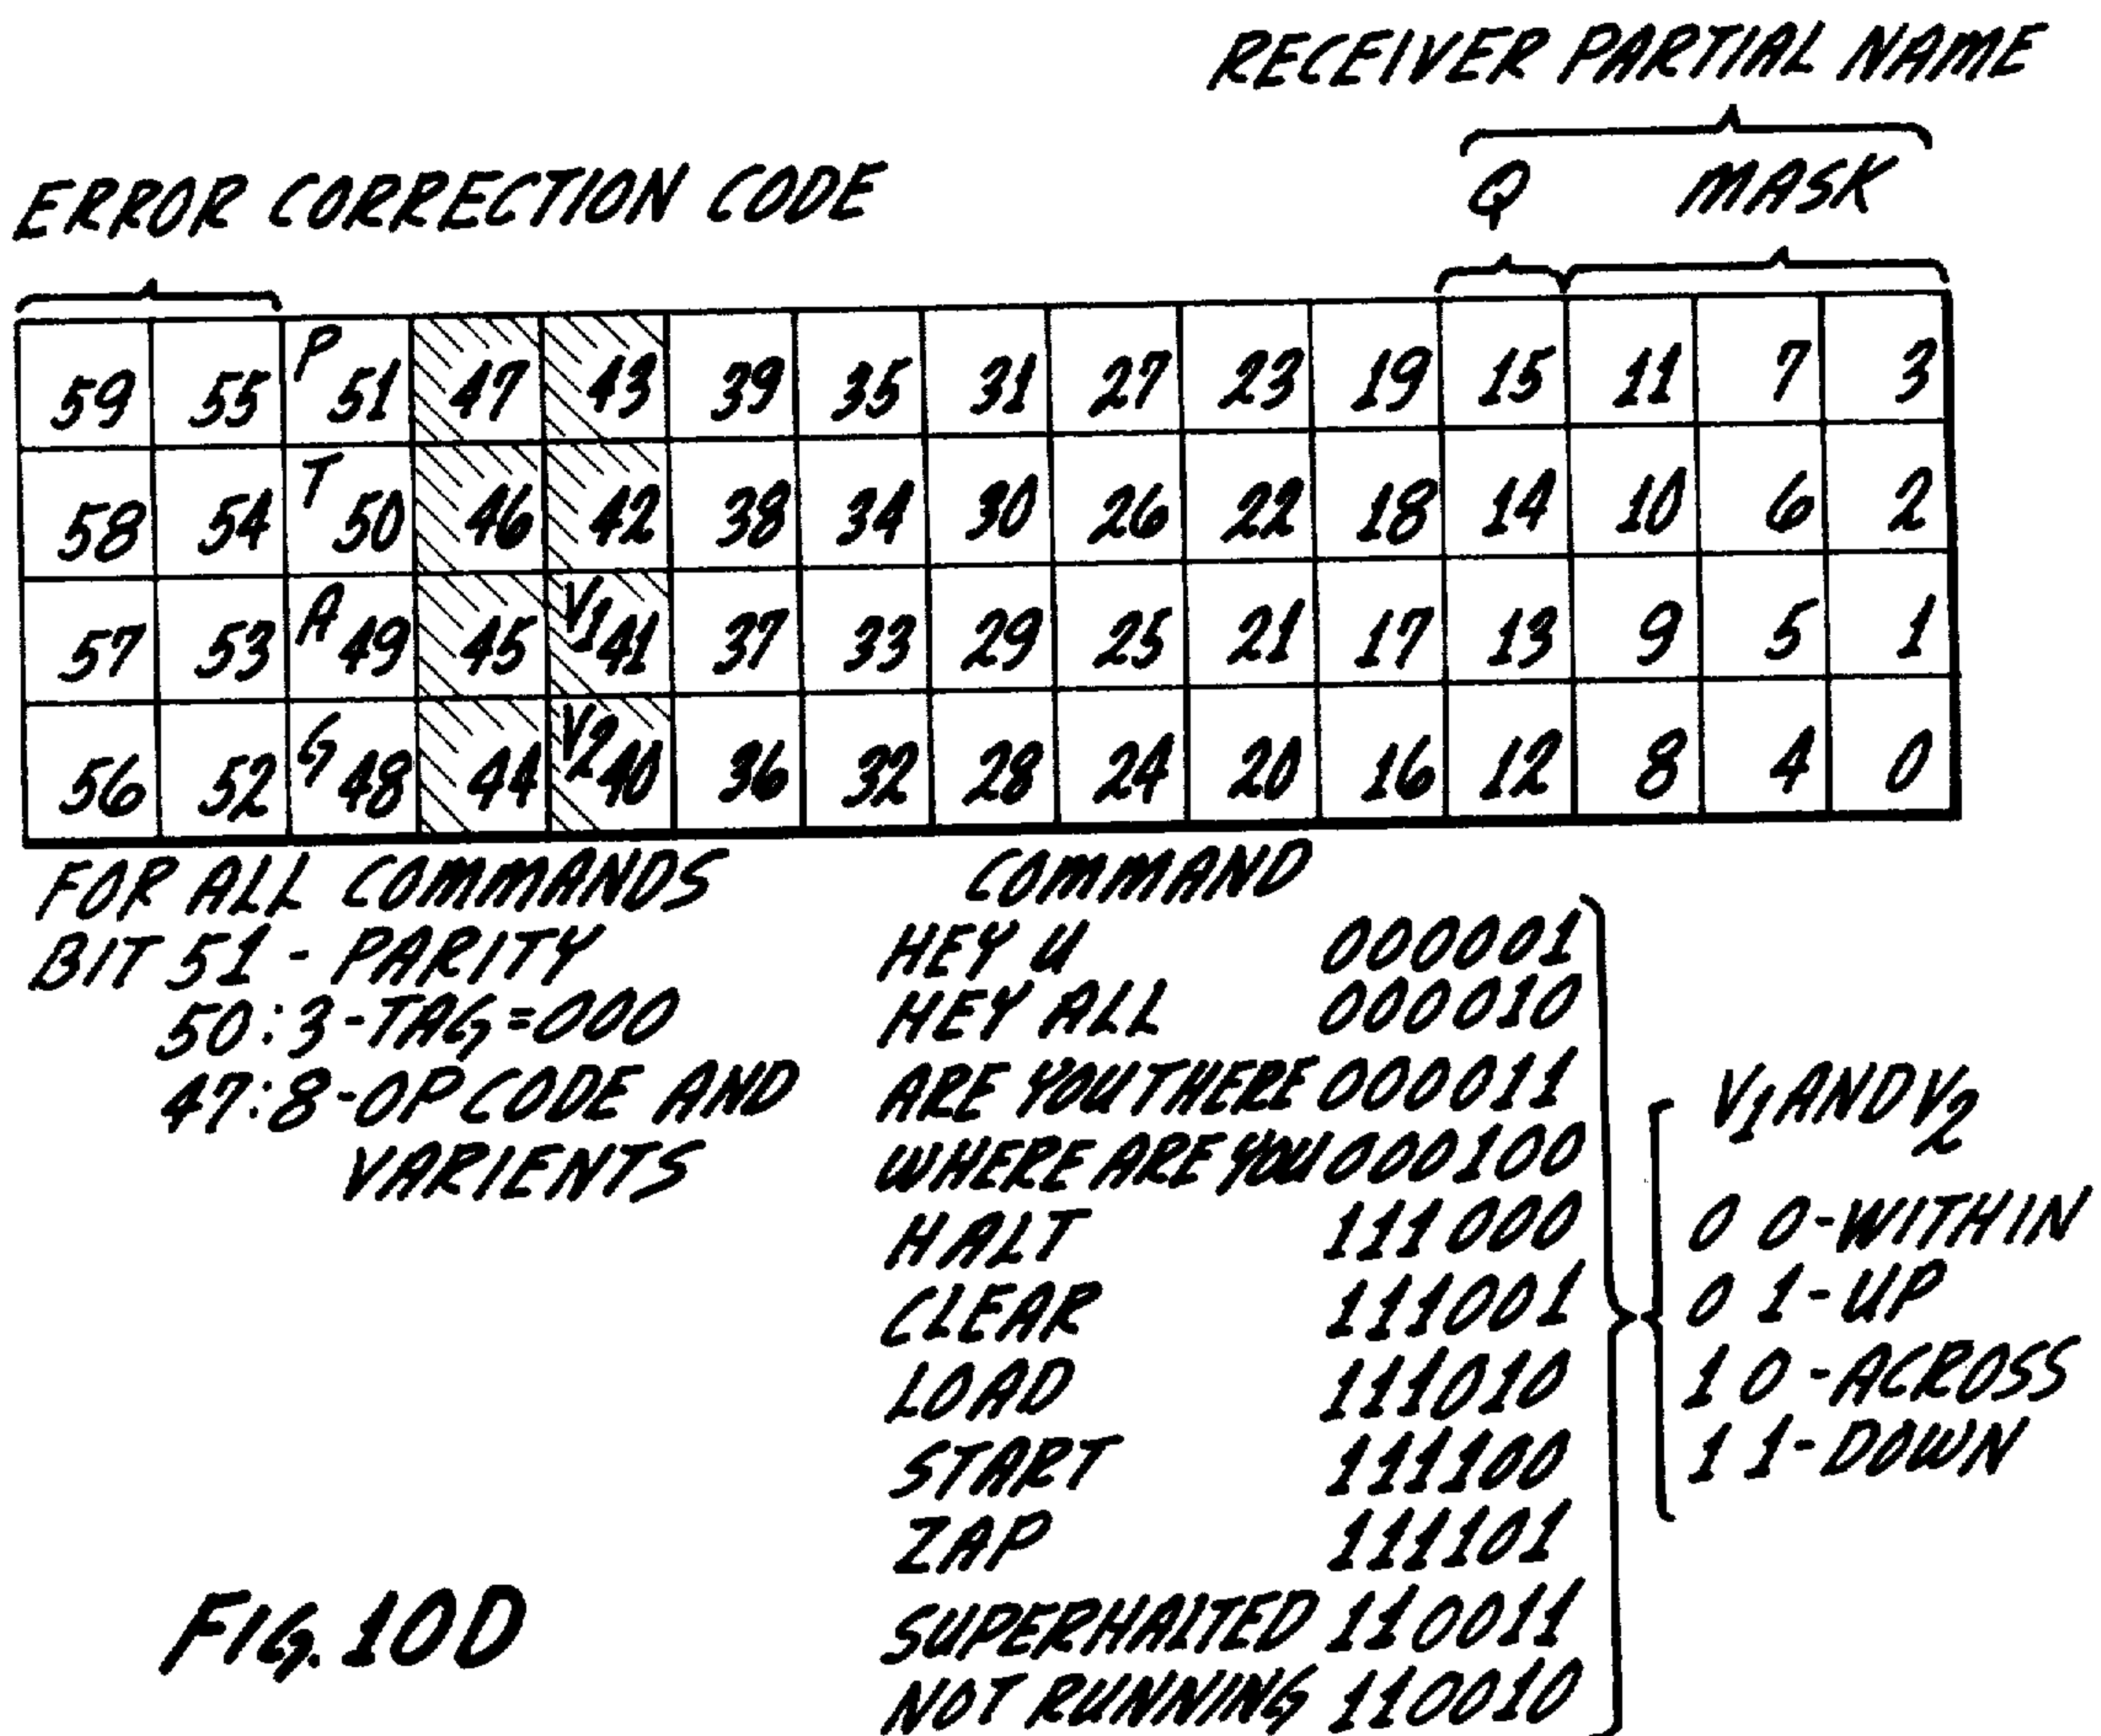 RECEIVER PARTIAL NAME
ERROR CORRECTION CODE Q MASK
59 55 P 51 47 43 39 35 31 27 23 19 15 11 7 3
58 54 T 50 46 42 38 34 30 26 22 18 14 10 6 2
57 53 A 49 45 V1 41 37 33 29 25 21 17 13 9 5 1
56 52 G 48 44 V2 40 36 32 28 24 20 16 12 8 4 0
FOR ALL COMMANDS
BIT 51 - PARITY
50:3-TAG=000
47:8-OP CODE AND
VARIENTS
COMMAND
HEY U 000001
HEY ALL 000010
ARE YOU THERE 000011
WHERE ARE YOU 000100
HALT 111000
CLEAR 111001
LOAD 111010
START 111100
ZAP 111101
SUPERHALTED 110011
NOT RUNNING 110010
V1 AND V2
0 0-WITHIN
0 1-UP
1 0-ACROSS
1 1-DOWN
FIG. 10D